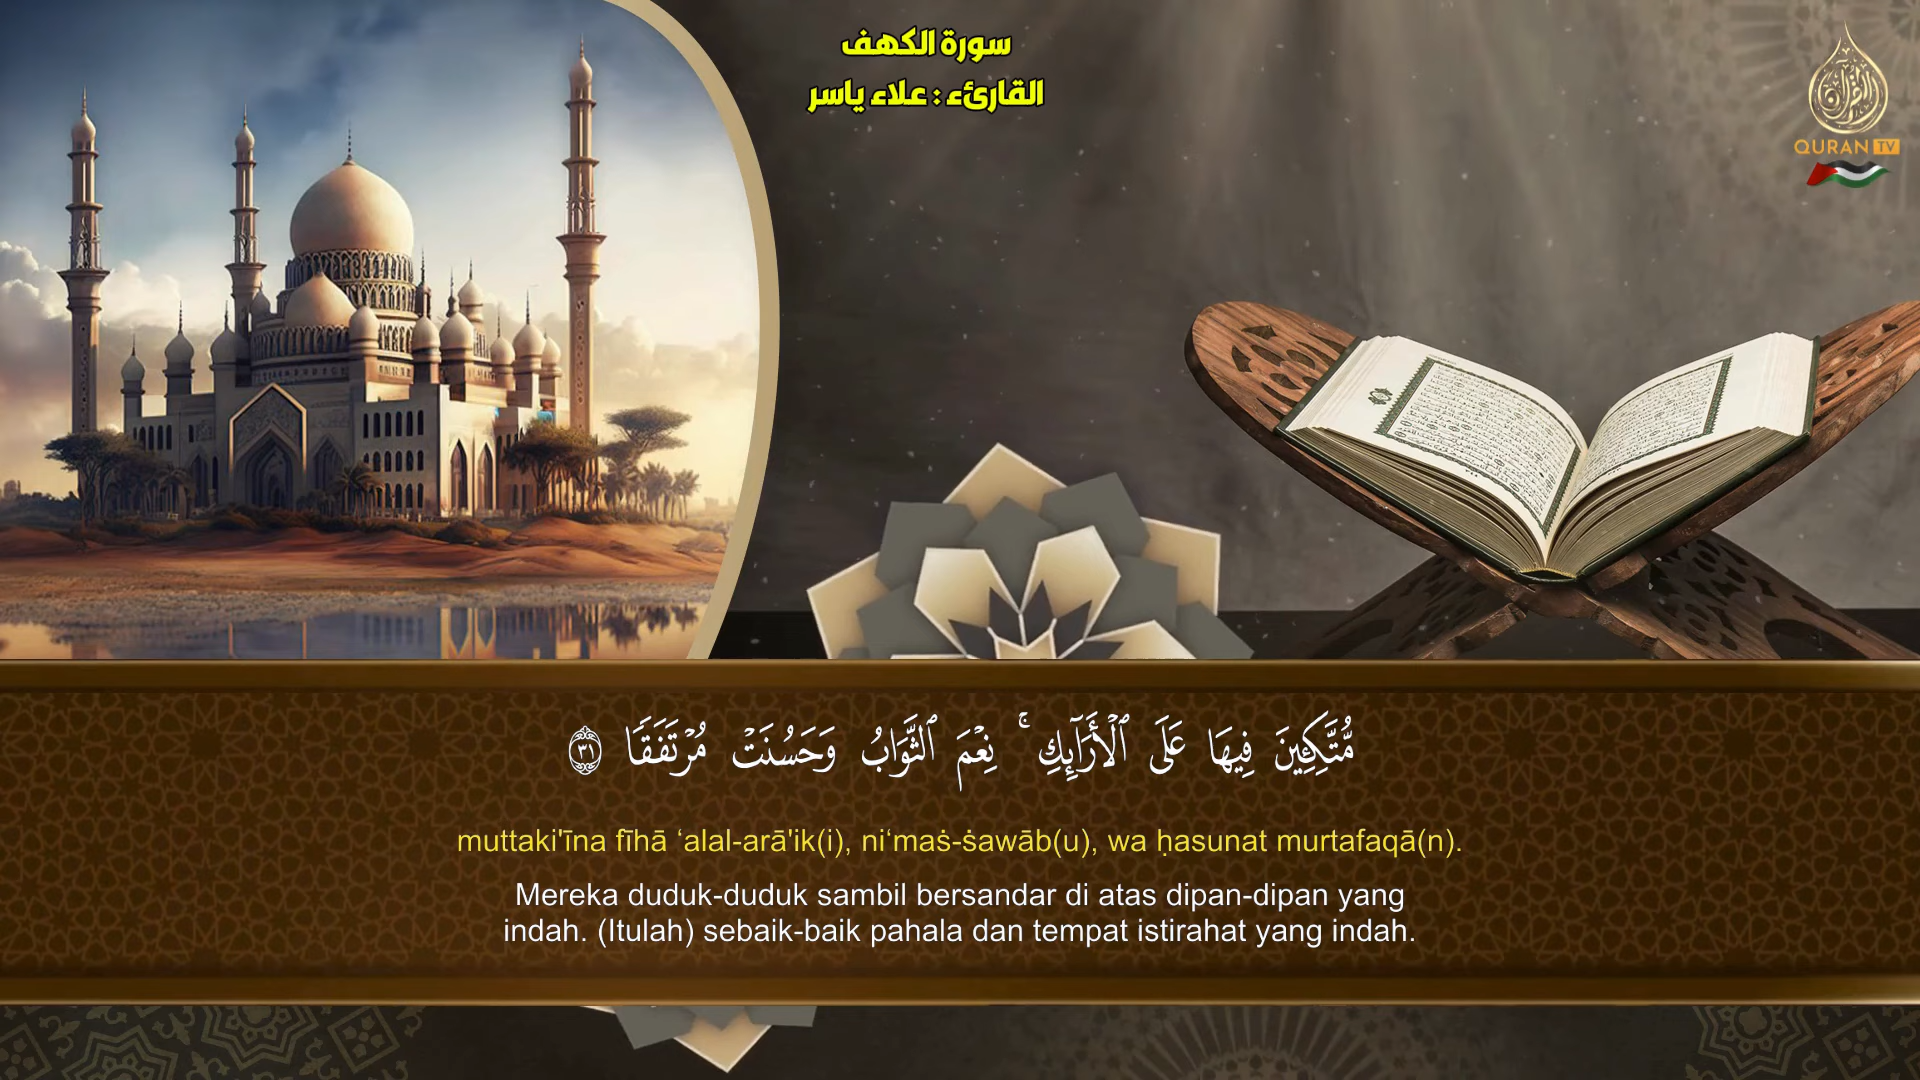 سورة الكهف
القارئء : علاء ياسر
QURAN TV
مُّتَّكِـِٔينَ فِيهَا عَلَى ٱلْأَرَآئِكِ ۚ نِعْمَ ٱلثَّوَابُ وَحَسُنَتْ مُرْتَفَقًا ٣١
muttaki'īna fīhā ‘alal-arā'ik(i), ni‘maṡ-ṡawāb(u), wa ḥasunat murtafaqā(n).
Mereka duduk-duduk sambil bersandar di atas dipan-dipan yang
indah. (Itulah) sebaik-baik pahala dan tempat istirahat yang indah.